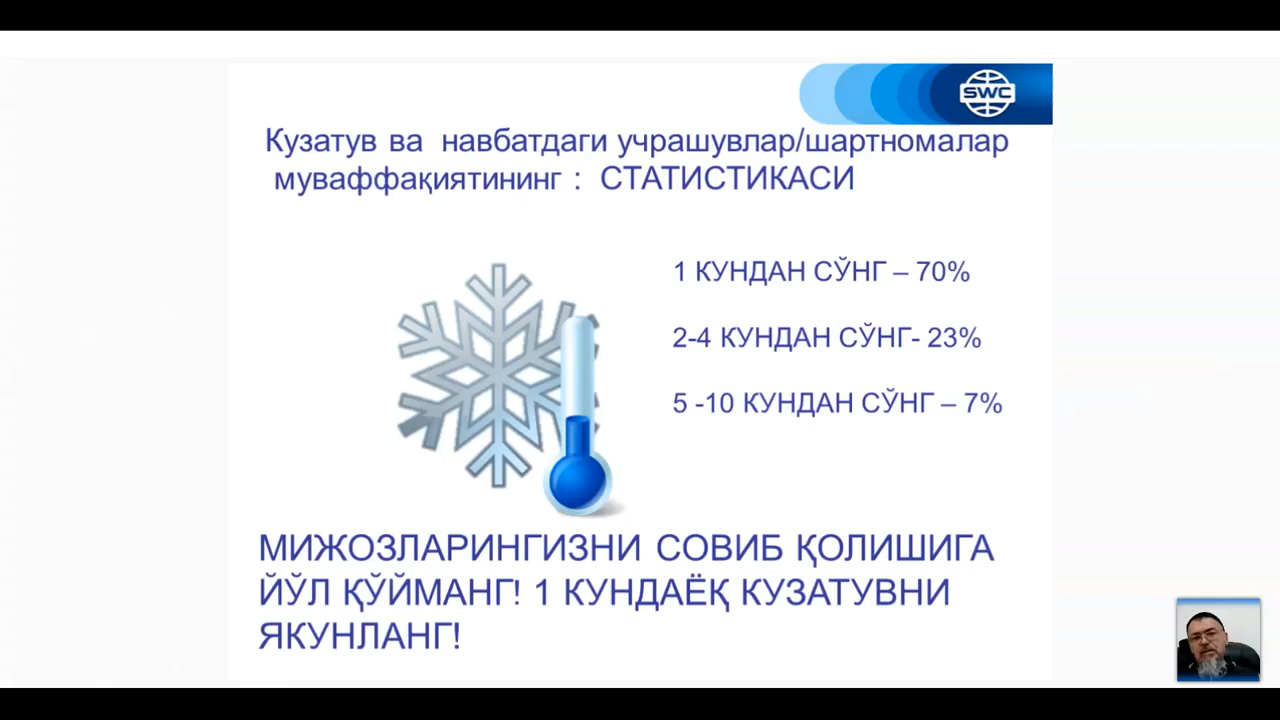 SWC
Кузатув ва навбатдаги учрашувлар/шартномалар
муваффақиятининг : СТАТИСТИКАСИ
1 КУНДАН СЎНГ – 70%
2-4 КУНДАН СЎНГ- 23%
5 -10 КУНДАН СЎНГ – 7%
МИЖОЗЛАРИНГИЗНИ СОВИБ ҚОЛИШИГА
ЙЎЛ ҚЎЙМАНГ! 1 КУНДАЁҚ КУЗАТУВНИ
ЯКУНЛАНГ!